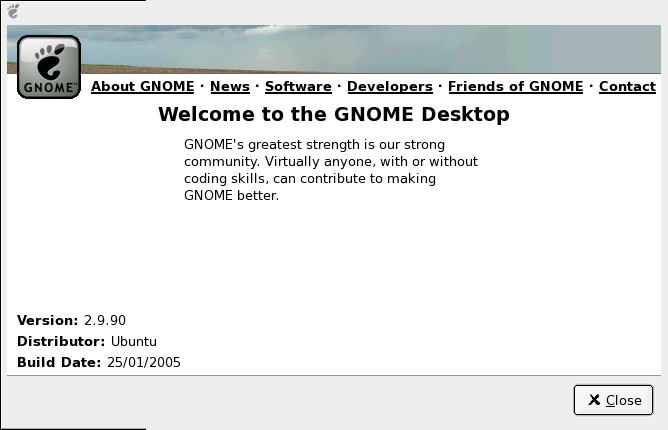 GNOME™
About GNOME · News · Software · Developers · Friends of GNOME · Contact
Welcome to the GNOME Desktop
GNOME's greatest strength is our strong
community. Virtually anyone, with or without
coding skills, can contribute to making
GNOME better.
Version: 2.9.90
Distributor: Ubuntu
Build Date: 25/01/2005
Close